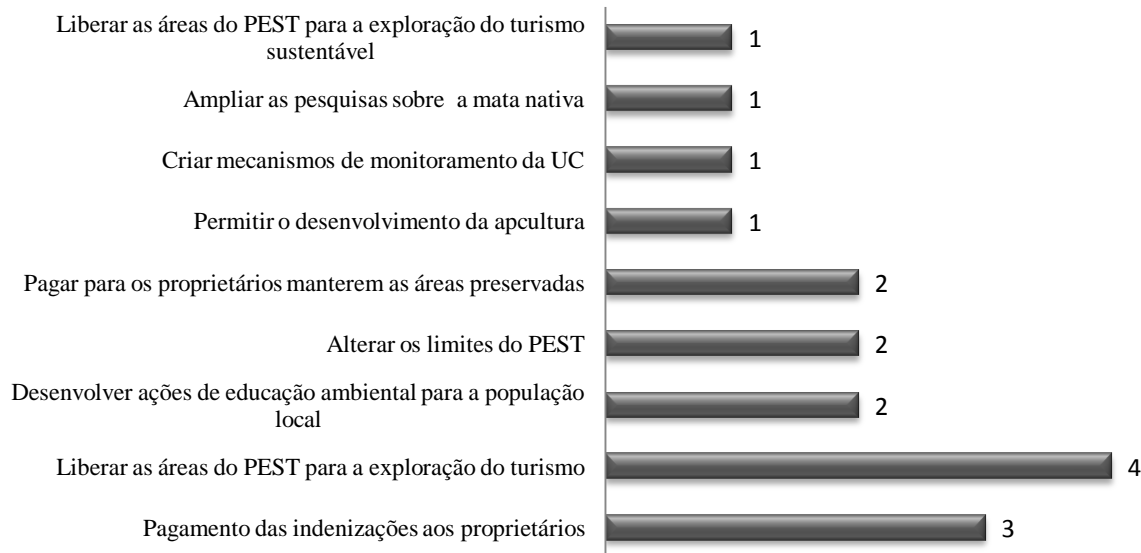 Liberar as áreas do PEST para a exploração do turismo
sustentável
1
Ampliar as pesquisas sobre a mata nativa
1
Criar mecanismos de monitoramento da UC
1
Permitir o desenvolvimento da apcultura
1
Pagar para os proprietários manterem as áreas preservadas
2
Alterar os limites do PEST
2
Desenvolver ações de educação ambiental para a população
local
2
Liberar as áreas do PEST para a exploração do turismo
4
Pagamento das indenizações aos proprietários
3